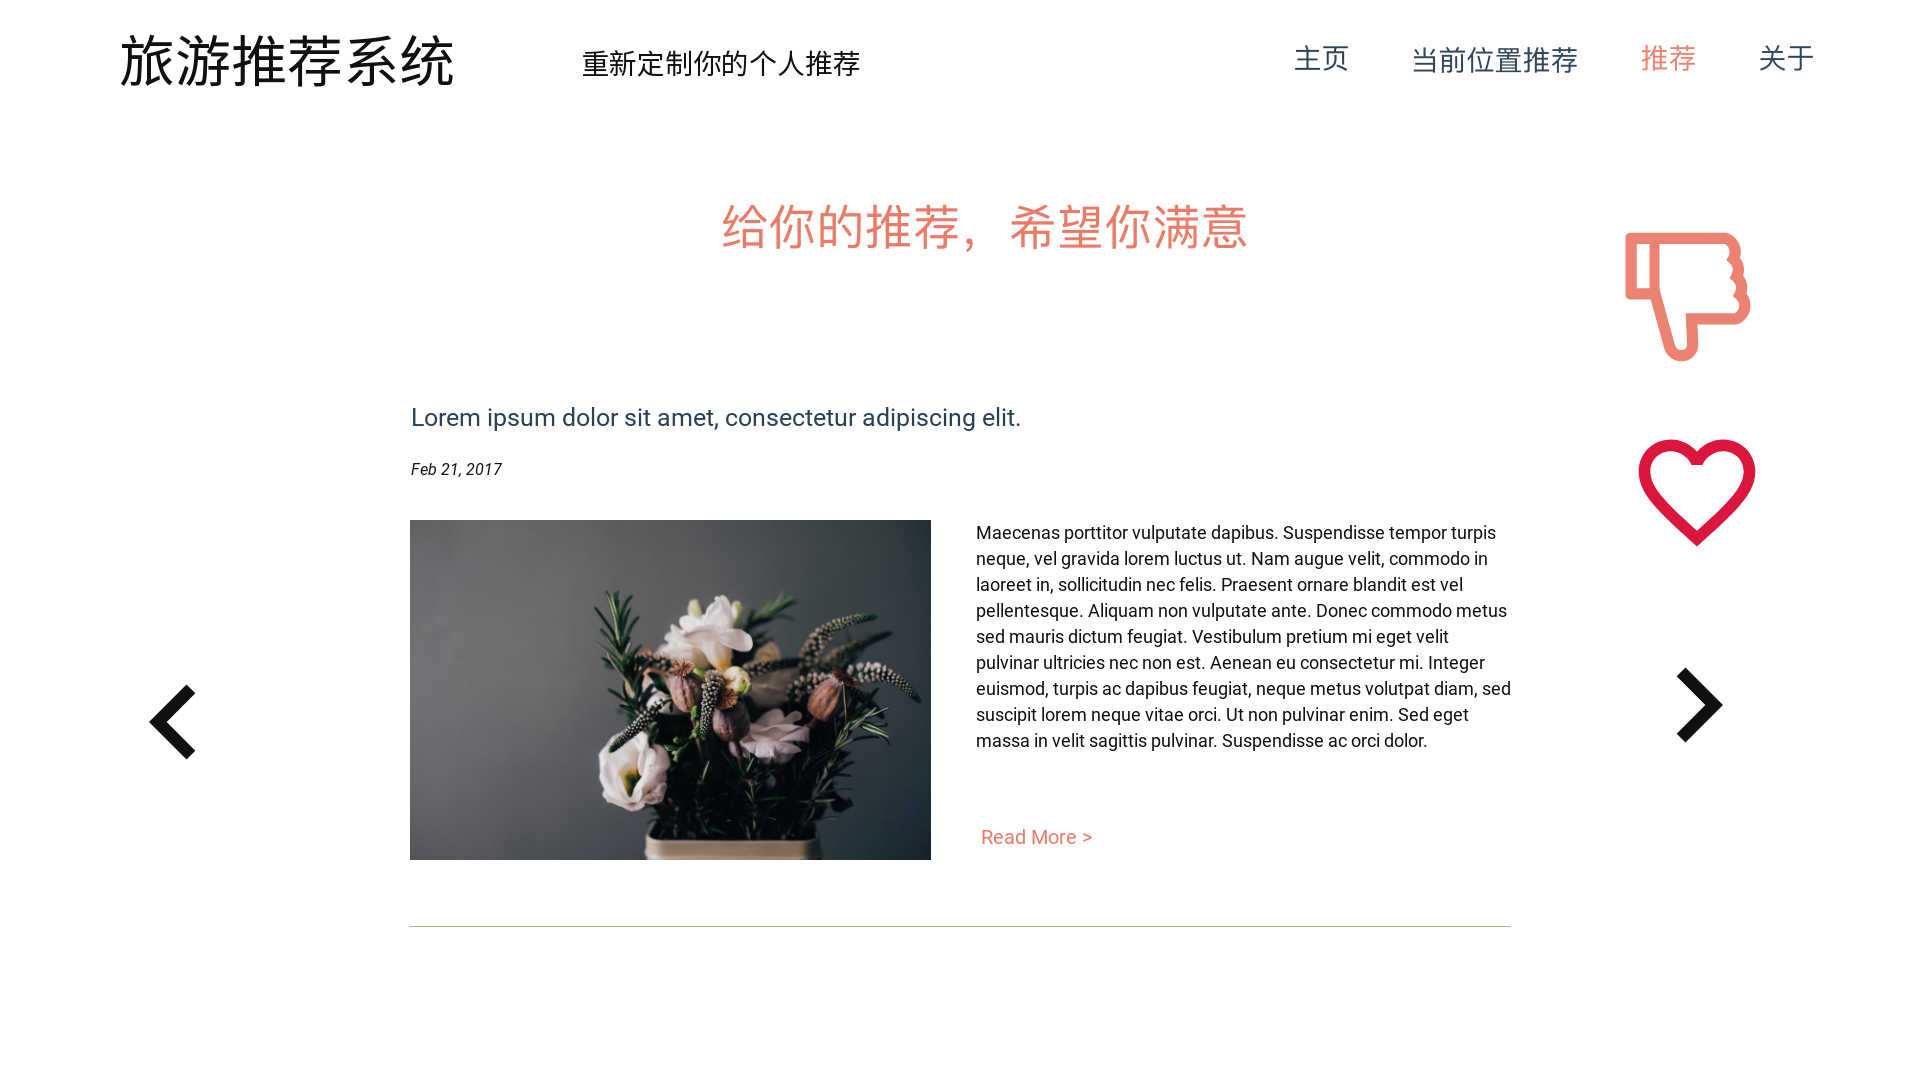 旅游推荐系统
重新定制你的个人推荐
主页
当前位置推荐
推荐
关于
给你的推荐，希望你满意
Lorem ipsum dolor sit amet, consectetur adipiscing elit.
Feb 21, 2017
Maecenas porttitor vulputate dapibus. Suspendisse tempor turpis
neque, vel gravida lorem luctus ut. Nam augue velit, commodo in
laoreet in, sollicitudin nec felis. Praesent ornare blandit est vel
pellentesque. Aliquam non vulputate ante. Donec commodo metus
sed mauris dictum feugiat. Vestibulum pretium mi eget velit
pulvinar ultricies nec non est. Aenean eu consectetur mi. Integer
euismod, turpis ac dapibus feugiat, neque metus volutpat diam, sed
suscipit lorem neque vitae orci. Ut non pulvinar enim. Sed eget
massa in velit sagittis pulvinar. Suspendisse ac orci dolor.
Read More >